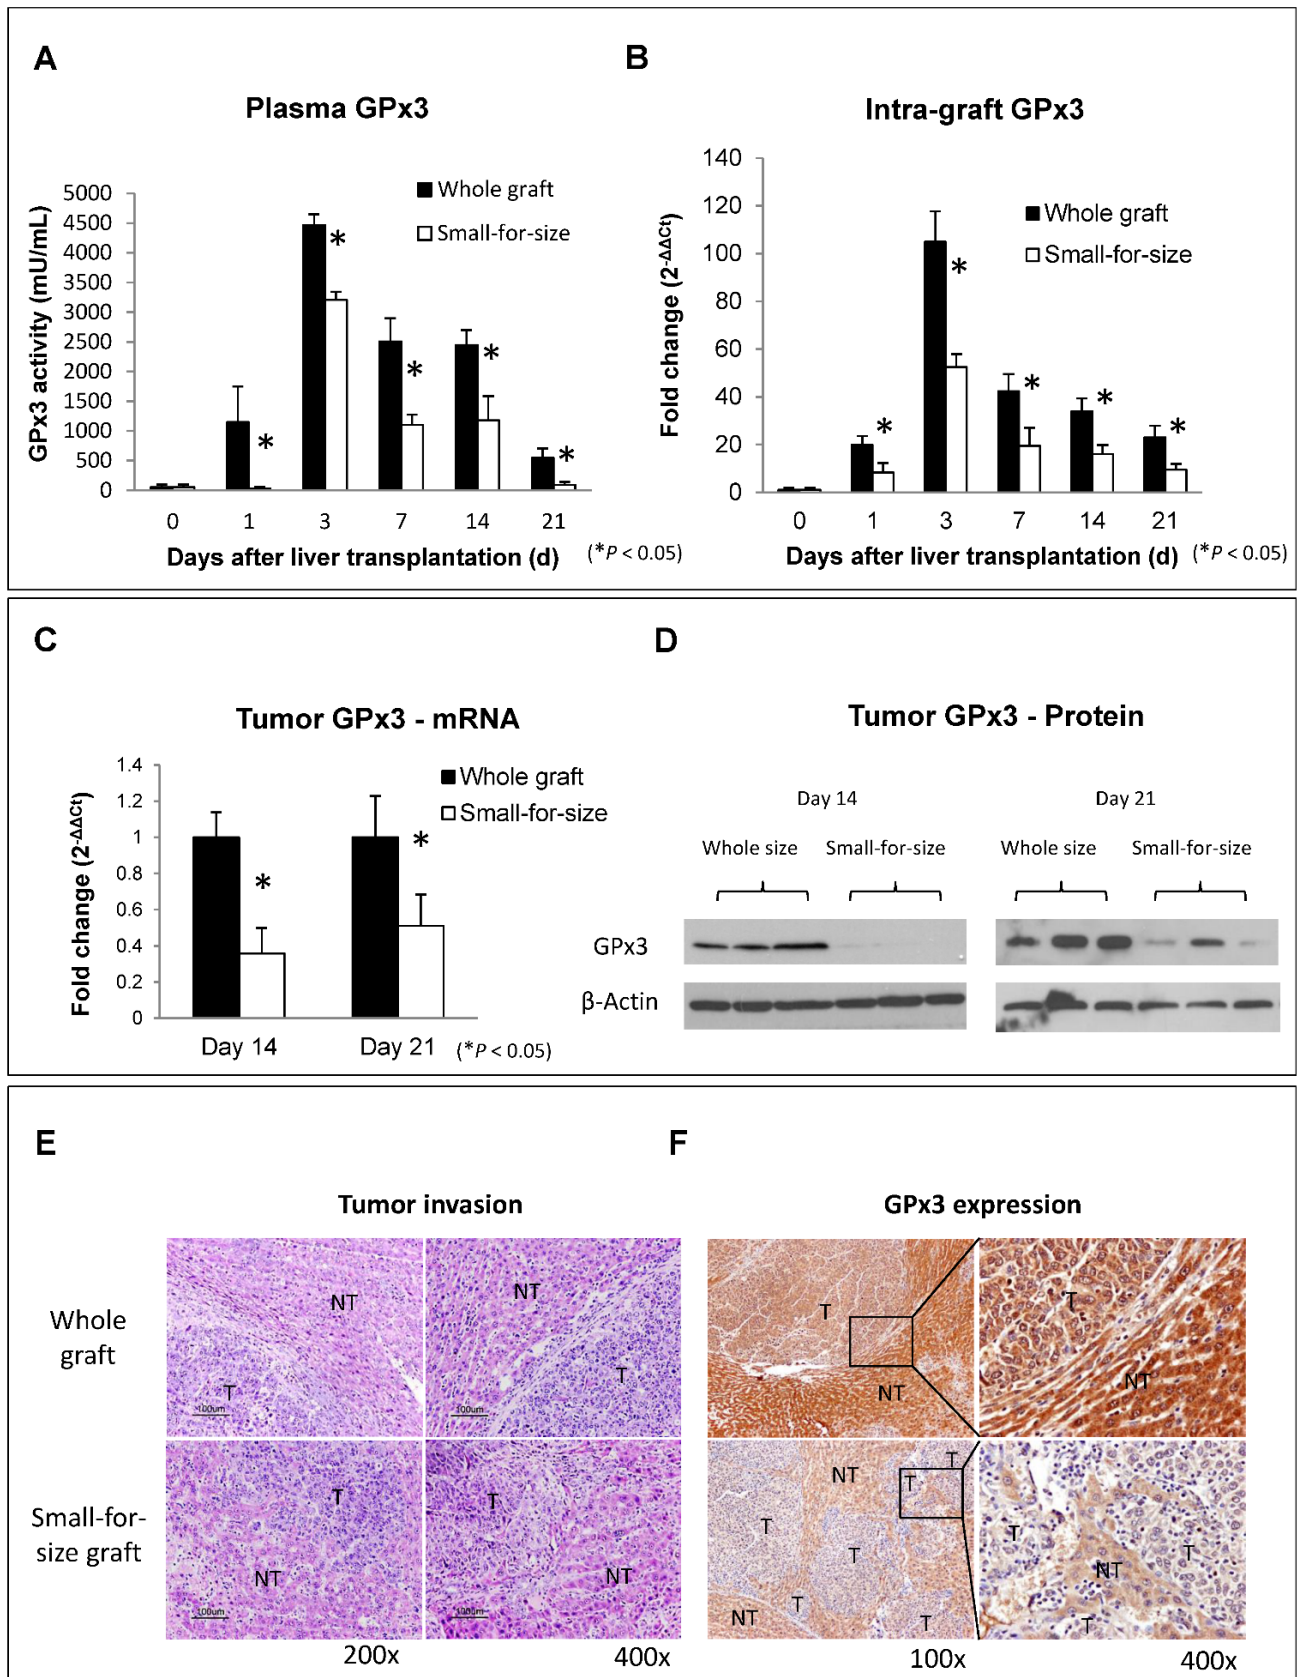 A
Plasma GPx3
GPx3 activity (mU/mL)
5000
4500
4000
3500
3000
2500
2000
1500
1000
500
0
Whole graft
Small-for-size
*
*
*
*
*
0 1 3 7 14 21
Days after liver transplantation (d)
(*P < 0.05)
B
Intra-graft GPx3
Fold change (2-ΔΔCt)
140
120
100
80
60
40
20
0
Whole graft
Small-for-size
*
*
*
*
*
0 1 3 7 14 21
Days after liver transplantation (d)
(*P < 0.05)
C
Tumor GPx3 - mRNA
Fold change (2-ΔΔCt)
1.4
1.2
1
0.8
0.6
0.4
0.2
0
Whole graft
Small-for-size
*
*
Day 14 Day 21
(*P < 0.05)
D
Tumor GPx3 - Protein
Day 14 Day 21
Whole size Small-for-size Whole size Small-for-size
GPx3
β-Actin
E
Tumor invasion
Whole
graft
NT
T
100um
NT
T
100um
Small-for-
size graft
T
NT
100um
T
NT
100um
200x 400x
F
GPx3 expression
T
NT
T
NT
NT
T
T
T
T
T
NT
T
T
NT
T
T
100x 400x